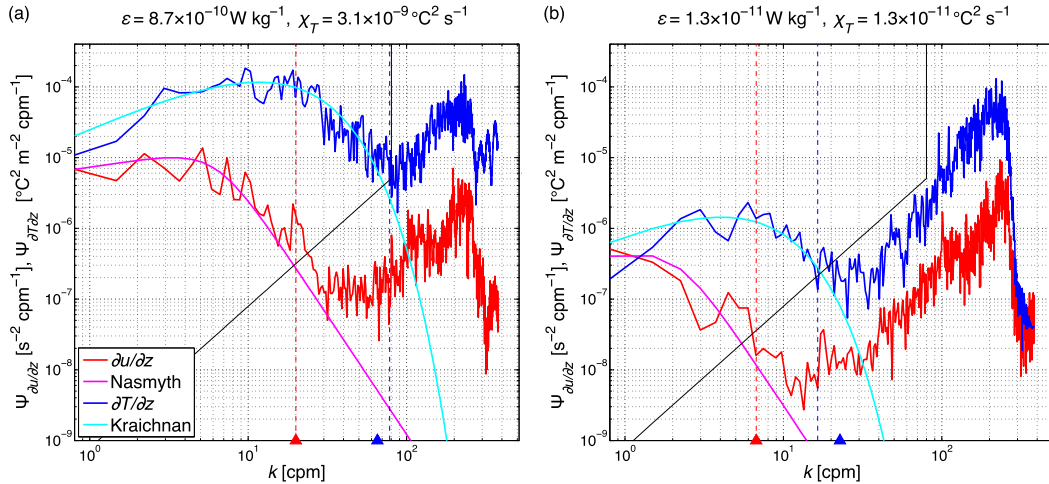 (a)
ε = 8.7×10⁻¹⁰ W kg⁻¹ , χ_T = 3.1×10⁻⁹ °C² s⁻¹
Ψ_∂u/∂z [s⁻² cpm⁻¹], Ψ_∂T/∂z [°C² m⁻² cpm⁻¹]
10⁻⁴
10⁻⁵
10⁻⁶
10⁻⁷
10⁻⁸
10⁻⁹
∂u/∂z
Nasmyth
∂T/∂z
Kraichnan
10⁰
10¹
10²
k [cpm]
(b)
ε = 1.3×10⁻¹¹ W kg⁻¹ , χ_T = 1.3×10⁻¹¹ °C² s⁻¹
Ψ_∂u/∂z [s⁻² cpm⁻¹], Ψ_∂T/∂z [°C² m⁻² cpm⁻¹]
10⁻⁴
10⁻⁵
10⁻⁶
10⁻⁷
10⁻⁸
10⁻⁹
10⁰
10¹
10²
k [cpm]